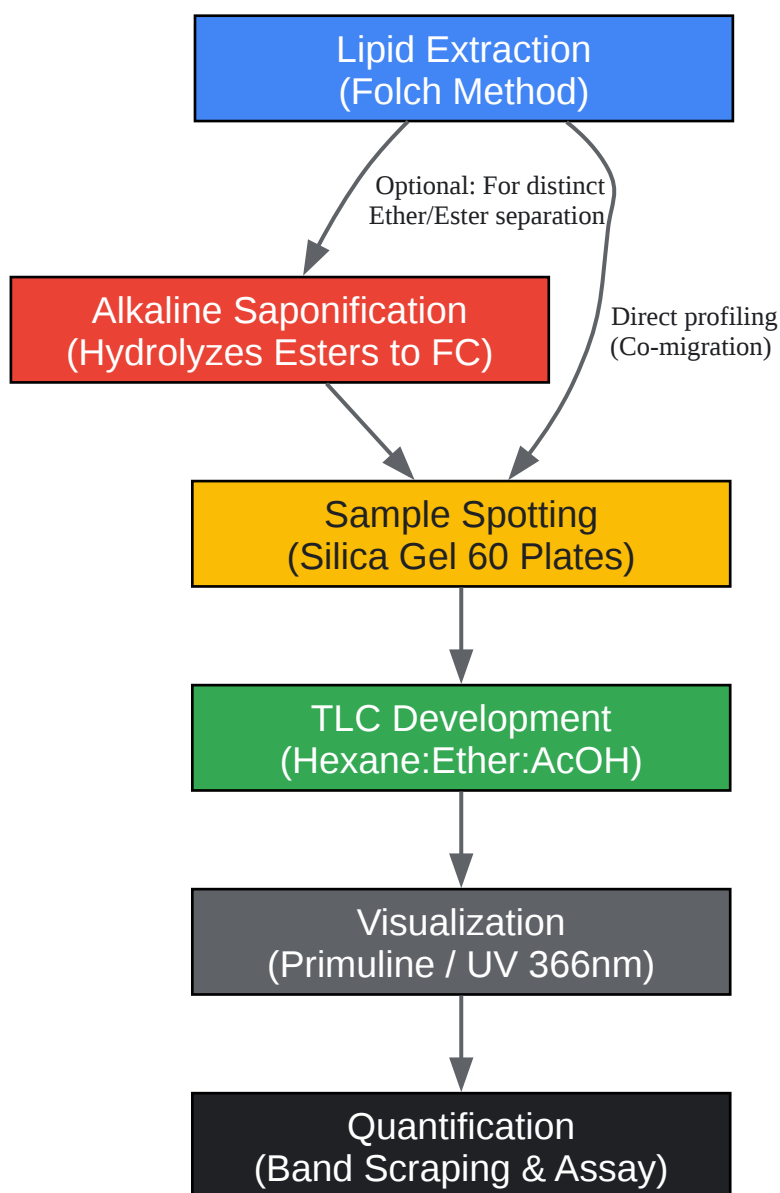 Lipid Extraction
(Folch Method)
Optional: For distinct
Ether/Ester separation
Alkaline Saponification
(Hydrolyzes Esters to FC)
Direct profiling
(Co-migration)
Sample Spotting
(Silica Gel 60 Plates)
TLC Development
(Hexane:Ether:AcOH)
Visualization
(Primuline / UV 366nm)
Quantification
(Band Scraping & Assay)